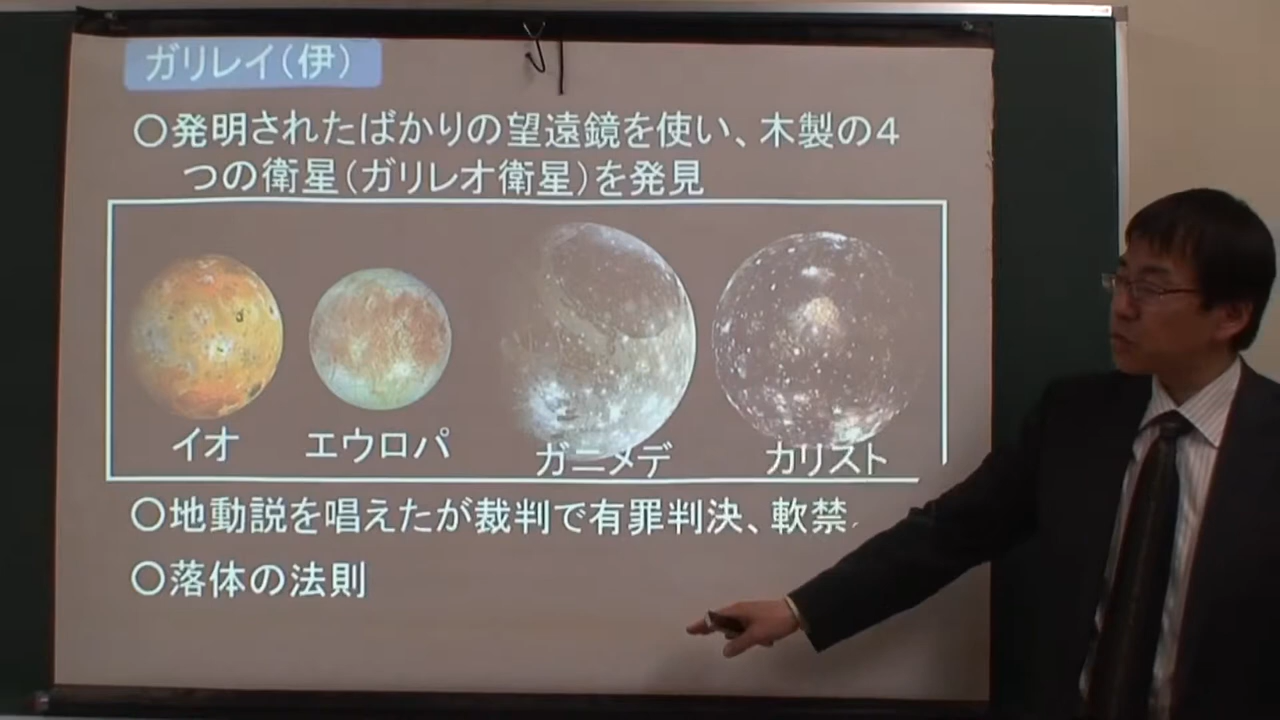 ガリレイ(伊)
○発明されたばかりの望遠鏡を使い、木製の4
つの衛星(ガリレオ衛星)を発見
イオ エウロパ ガニメデ カリスト
○地動説を唱えたが裁判で有罪判決、軟禁
○落体の法則